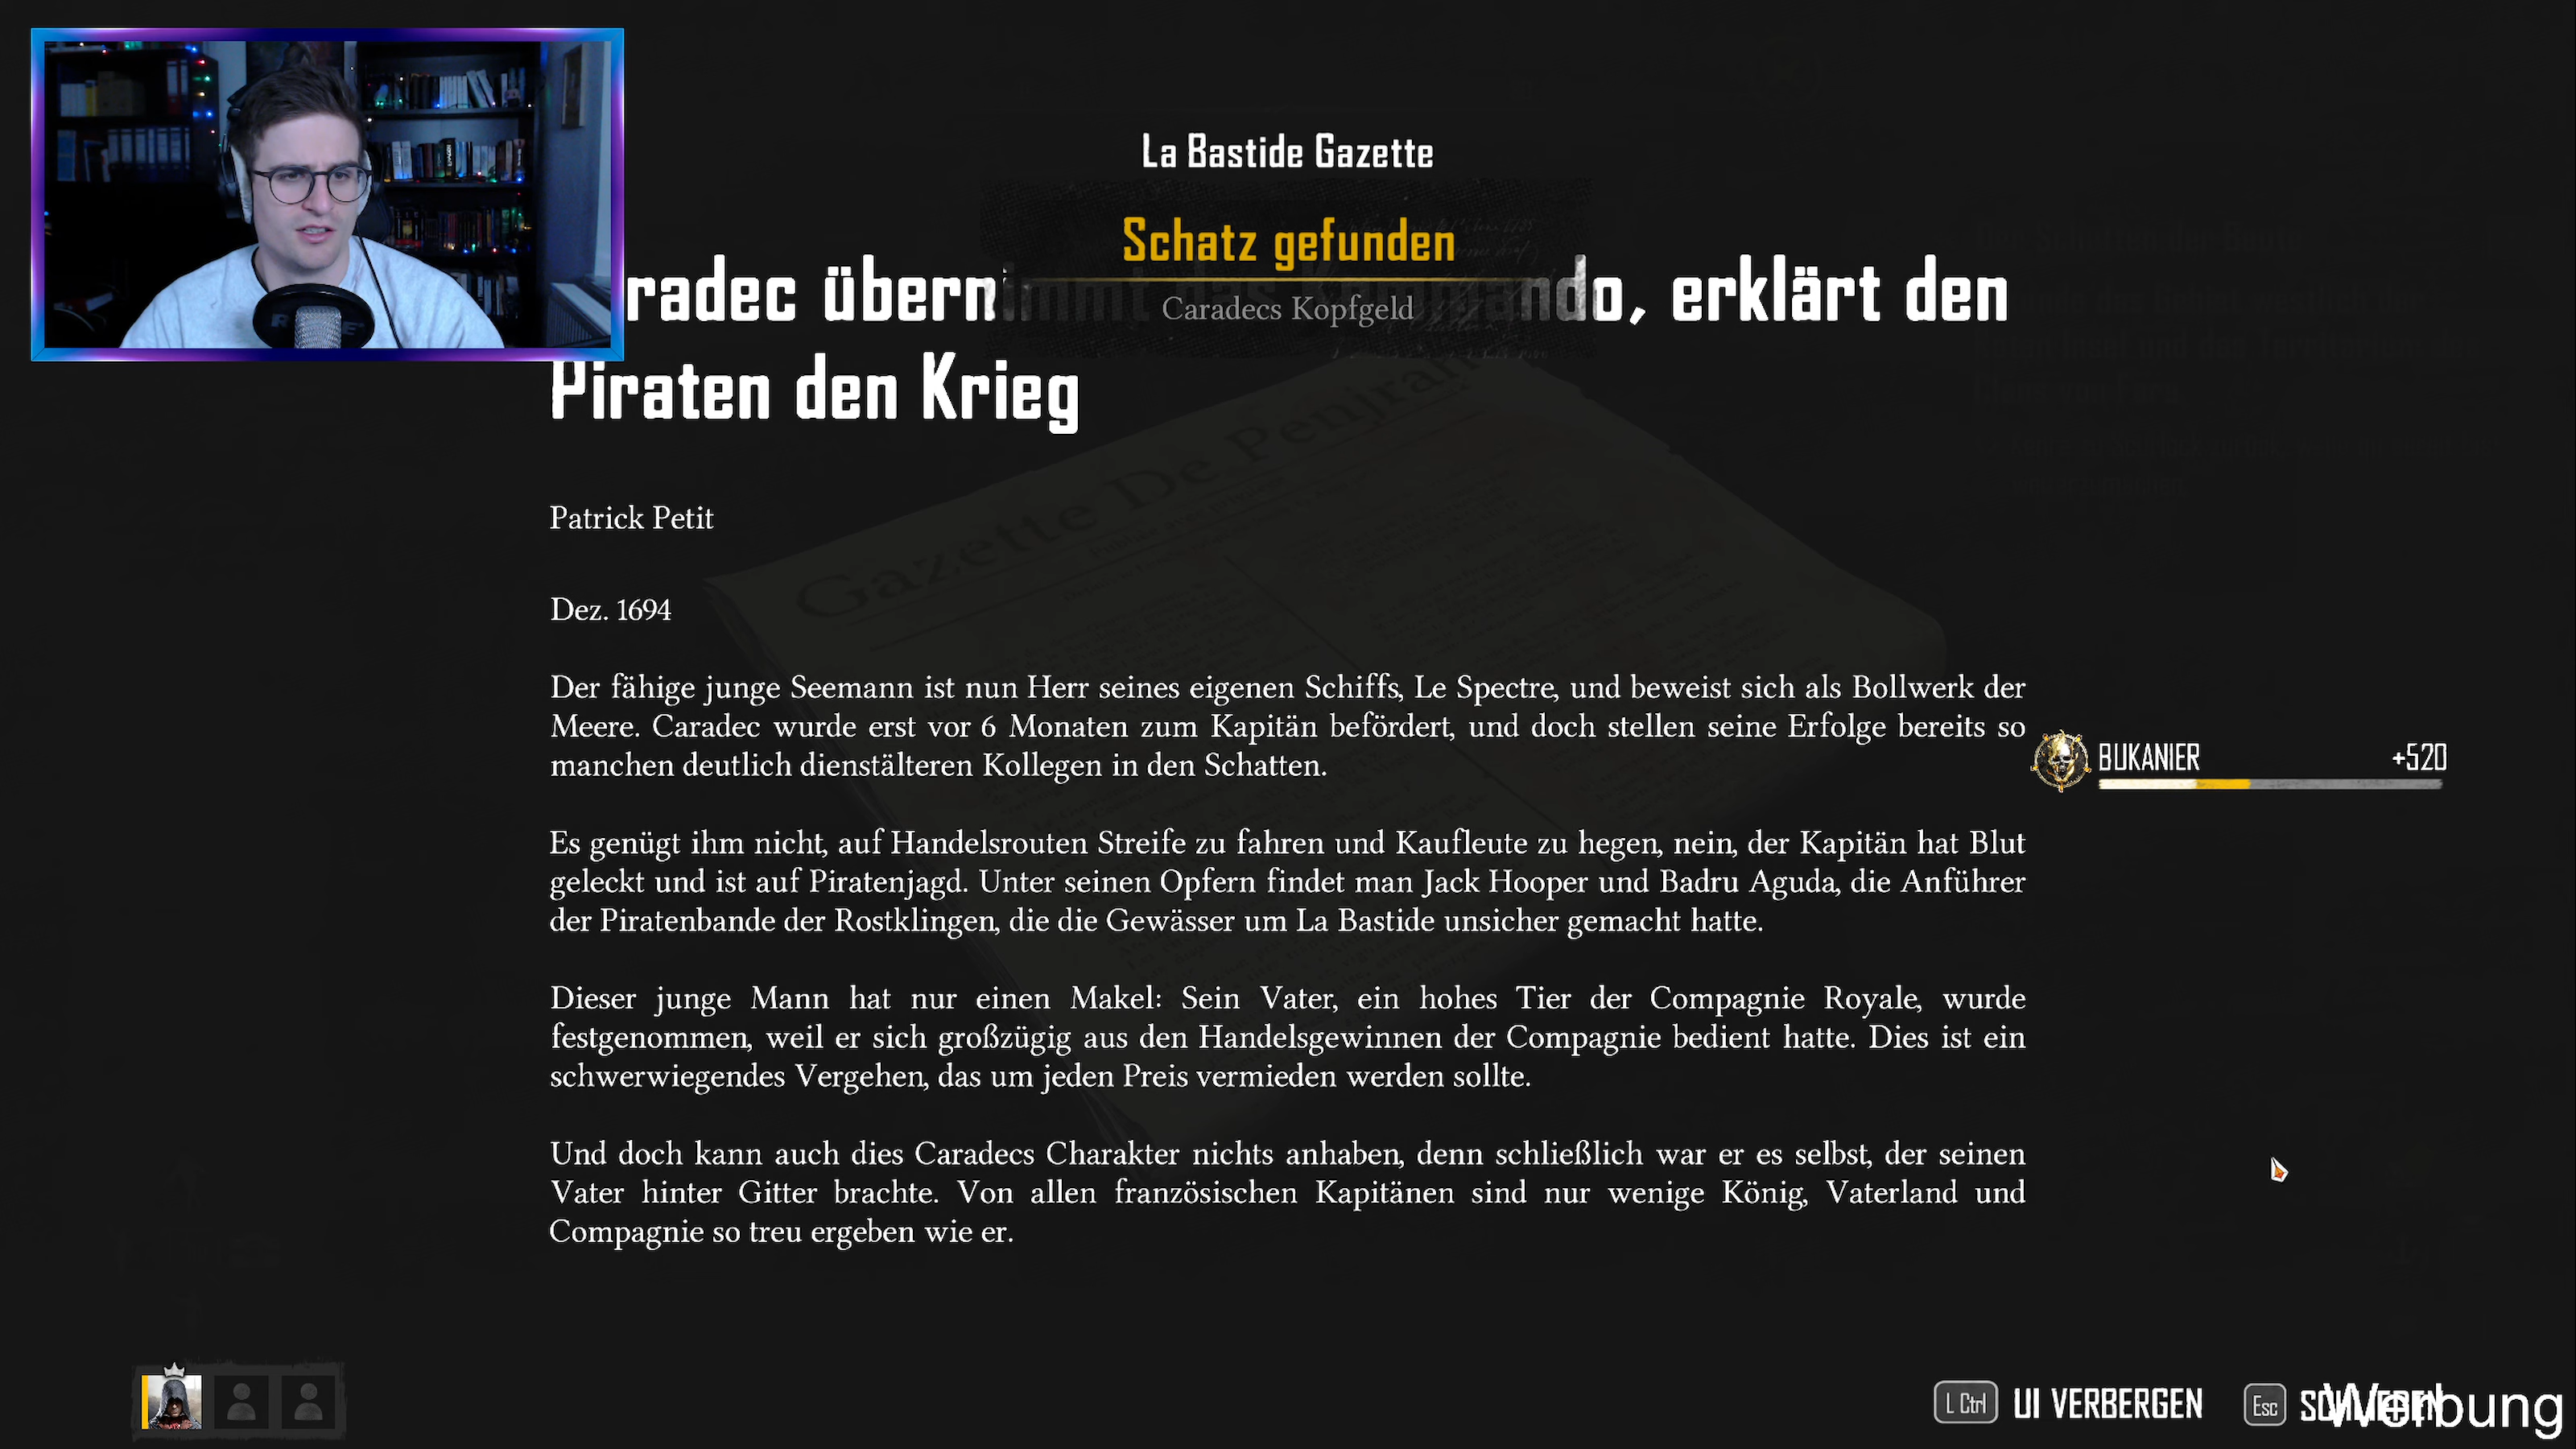 La Bastide Gazette
Schatz gefunden
radec übernimmt ando, erklärt den
Caradecs Kopfgeld
Piraten den Krieg
Gazette De Penjran
Patrick Petit
Dez. 1694
Der fähige junge Seemann ist nun Herr seines eigenen Schiffs, Le Spectre, und beweist sich als Bollwerk der
Meere. Caradec wurde erst vor 6 Monaten zum Kapitän befördert, und doch stellen seine Erfolge bereits so
manchen deutlich dienstälteren Kollegen in den Schatten.
BUKANIER +520
Es genügt ihm nicht, auf Handelsrouten Streife zu fahren und Kaufleute zu hegen, nein, der Kapitän hat Blut
geleckt und ist auf Piratenjagd. Unter seinen Opfern findet man Jack Hooper und Badru Aguda, die Anführer
der Piratenbande der Rostklingen, die die Gewässer um La Bastide unsicher gemacht hatte.
Dieser junge Mann hat nur einen Makel: Sein Vater, ein hohes Tier der Compagnie Royale, wurde
festgenommen, weil er sich großzügig aus den Handelsgewinnen der Compagnie bedient hatte. Dies ist ein
schwerwiegendes Vergehen, das um jeden Preis vermieden werden sollte.
Und doch kann auch dies Caradecs Charakter nichts anhaben, denn schließlich war er es selbst, der seinen
Vater hinter Gitter brachte. Von allen französischen Kapitänen sind nur wenige König, Vaterland und
Compagnie so treu ergeben wie er.
L Ctrl UI VERBERGEN Esc
Werbung